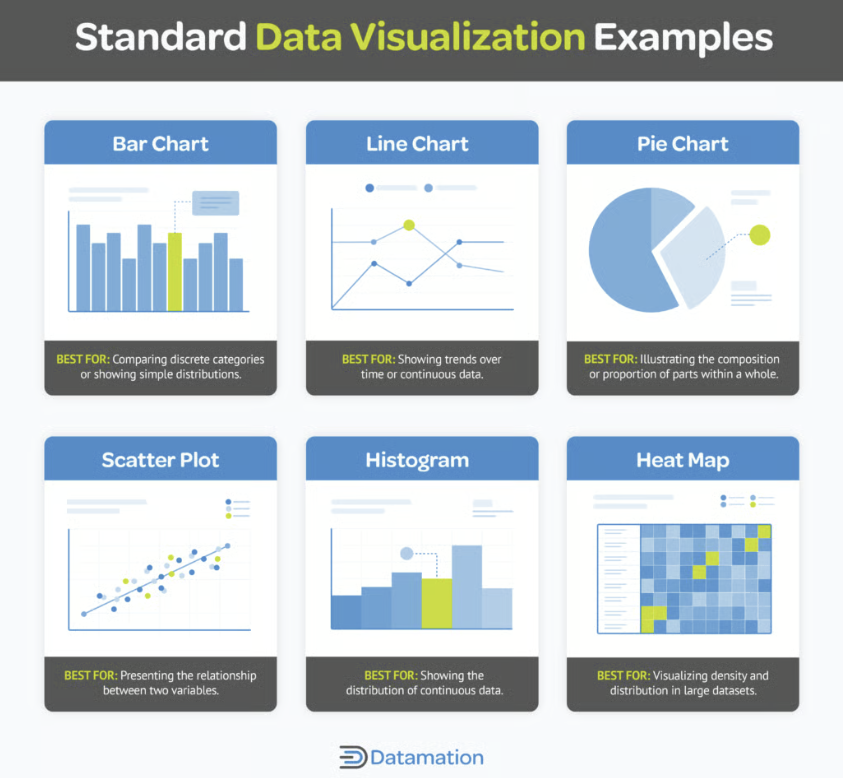 Standard Data Visualization Examples
Bar Chart
BEST FOR: Comparing discrete categories
or showing simple distributions.
Line Chart
BEST FOR: Showing trends over
time or continuous data.
Pie Chart
BEST FOR: Illustrating the composition
or proportion of parts within a whole.
Scatter Plot
BEST FOR: Presenting the relationship
between two variables.
Histogram
BEST FOR: Showing the
distribution of continuous data.
Heat Map
BEST FOR: Visualizing density and
distribution in large datasets.
Datamation